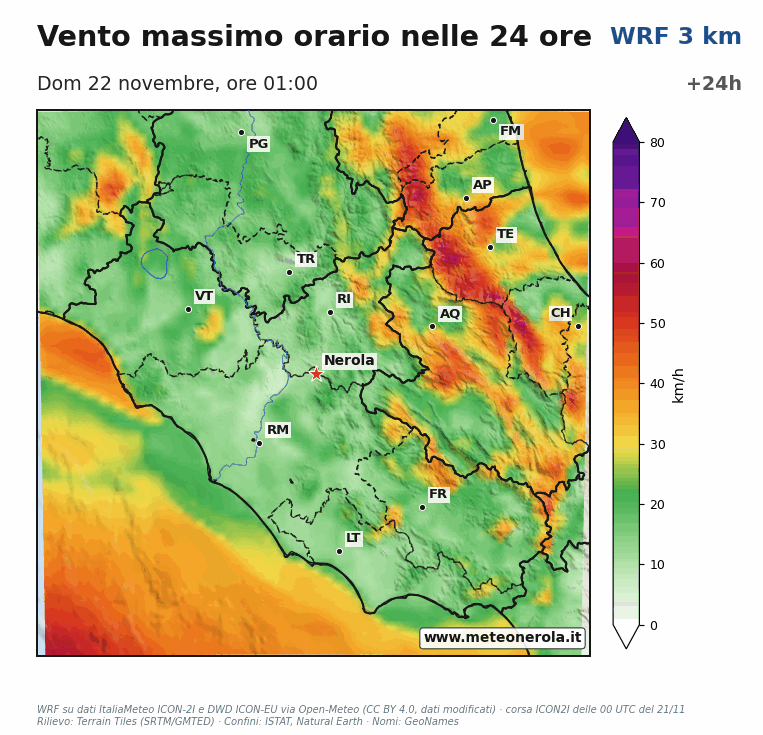 Vento massimo orario nelle 24 ore WRF 3 km
Dom 22 novembre, ore 01:00 +24h
FM
PG
AP
TE
TR
VT
RI
AQ
CH
Nerola
RM
FR
LT
www.meteonerola.it
80
70
60
50
40
30
20
10
0
km/h
WRF su dati ItaliaMeteo ICON-2I e DWD ICON-EU via Open-Meteo (CC BY 4.0, dati modificati) · corsa ICON2I delle 00 UTC del 21/11
Rilievo: Terrain Tiles (SRTM/GMTED) · Confini: ISTAT, Natural Earth · Nomi: GeoNames